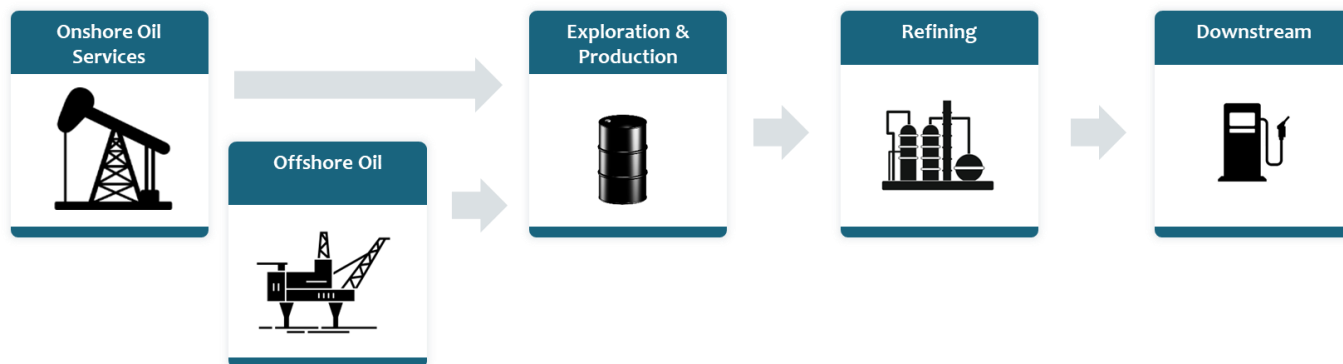 Onshore Oil
Services
Offshore Oil
Exploration &
Production
Refining
Downstream